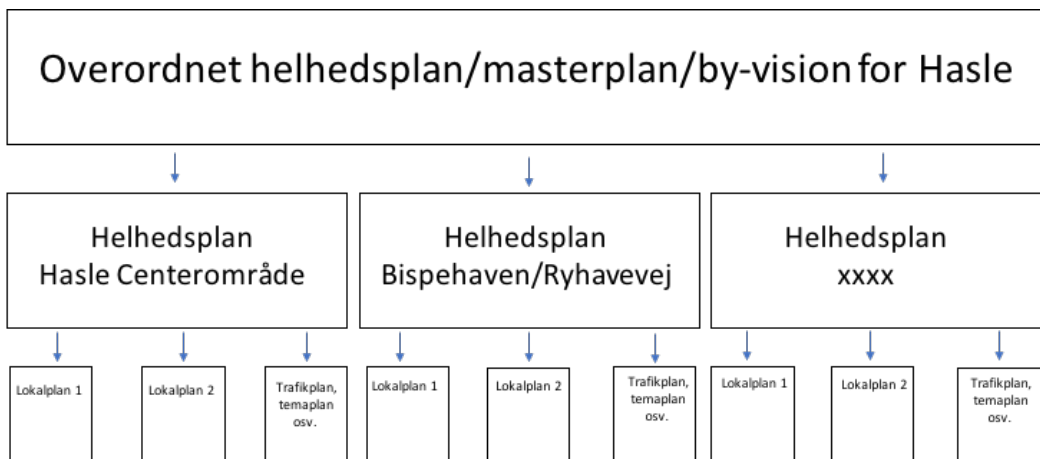 Overordnet helhedsplan/masterplan/by-vision for Hasle
Helhedsplan
Hasle Centerområde
Helhedsplan
Bispehaven/Ryhavevej
Helhedsplan
xxxx
Lokalplan 1
Lokalplan 2
Trafikplan,
temaplan
osv.
Lokalplan 1
Lokalplan 2
Trafikplan,
temaplan
osv.
Lokalplan 1
Lokalplan 2
Trafikplan,
temaplan
osv.